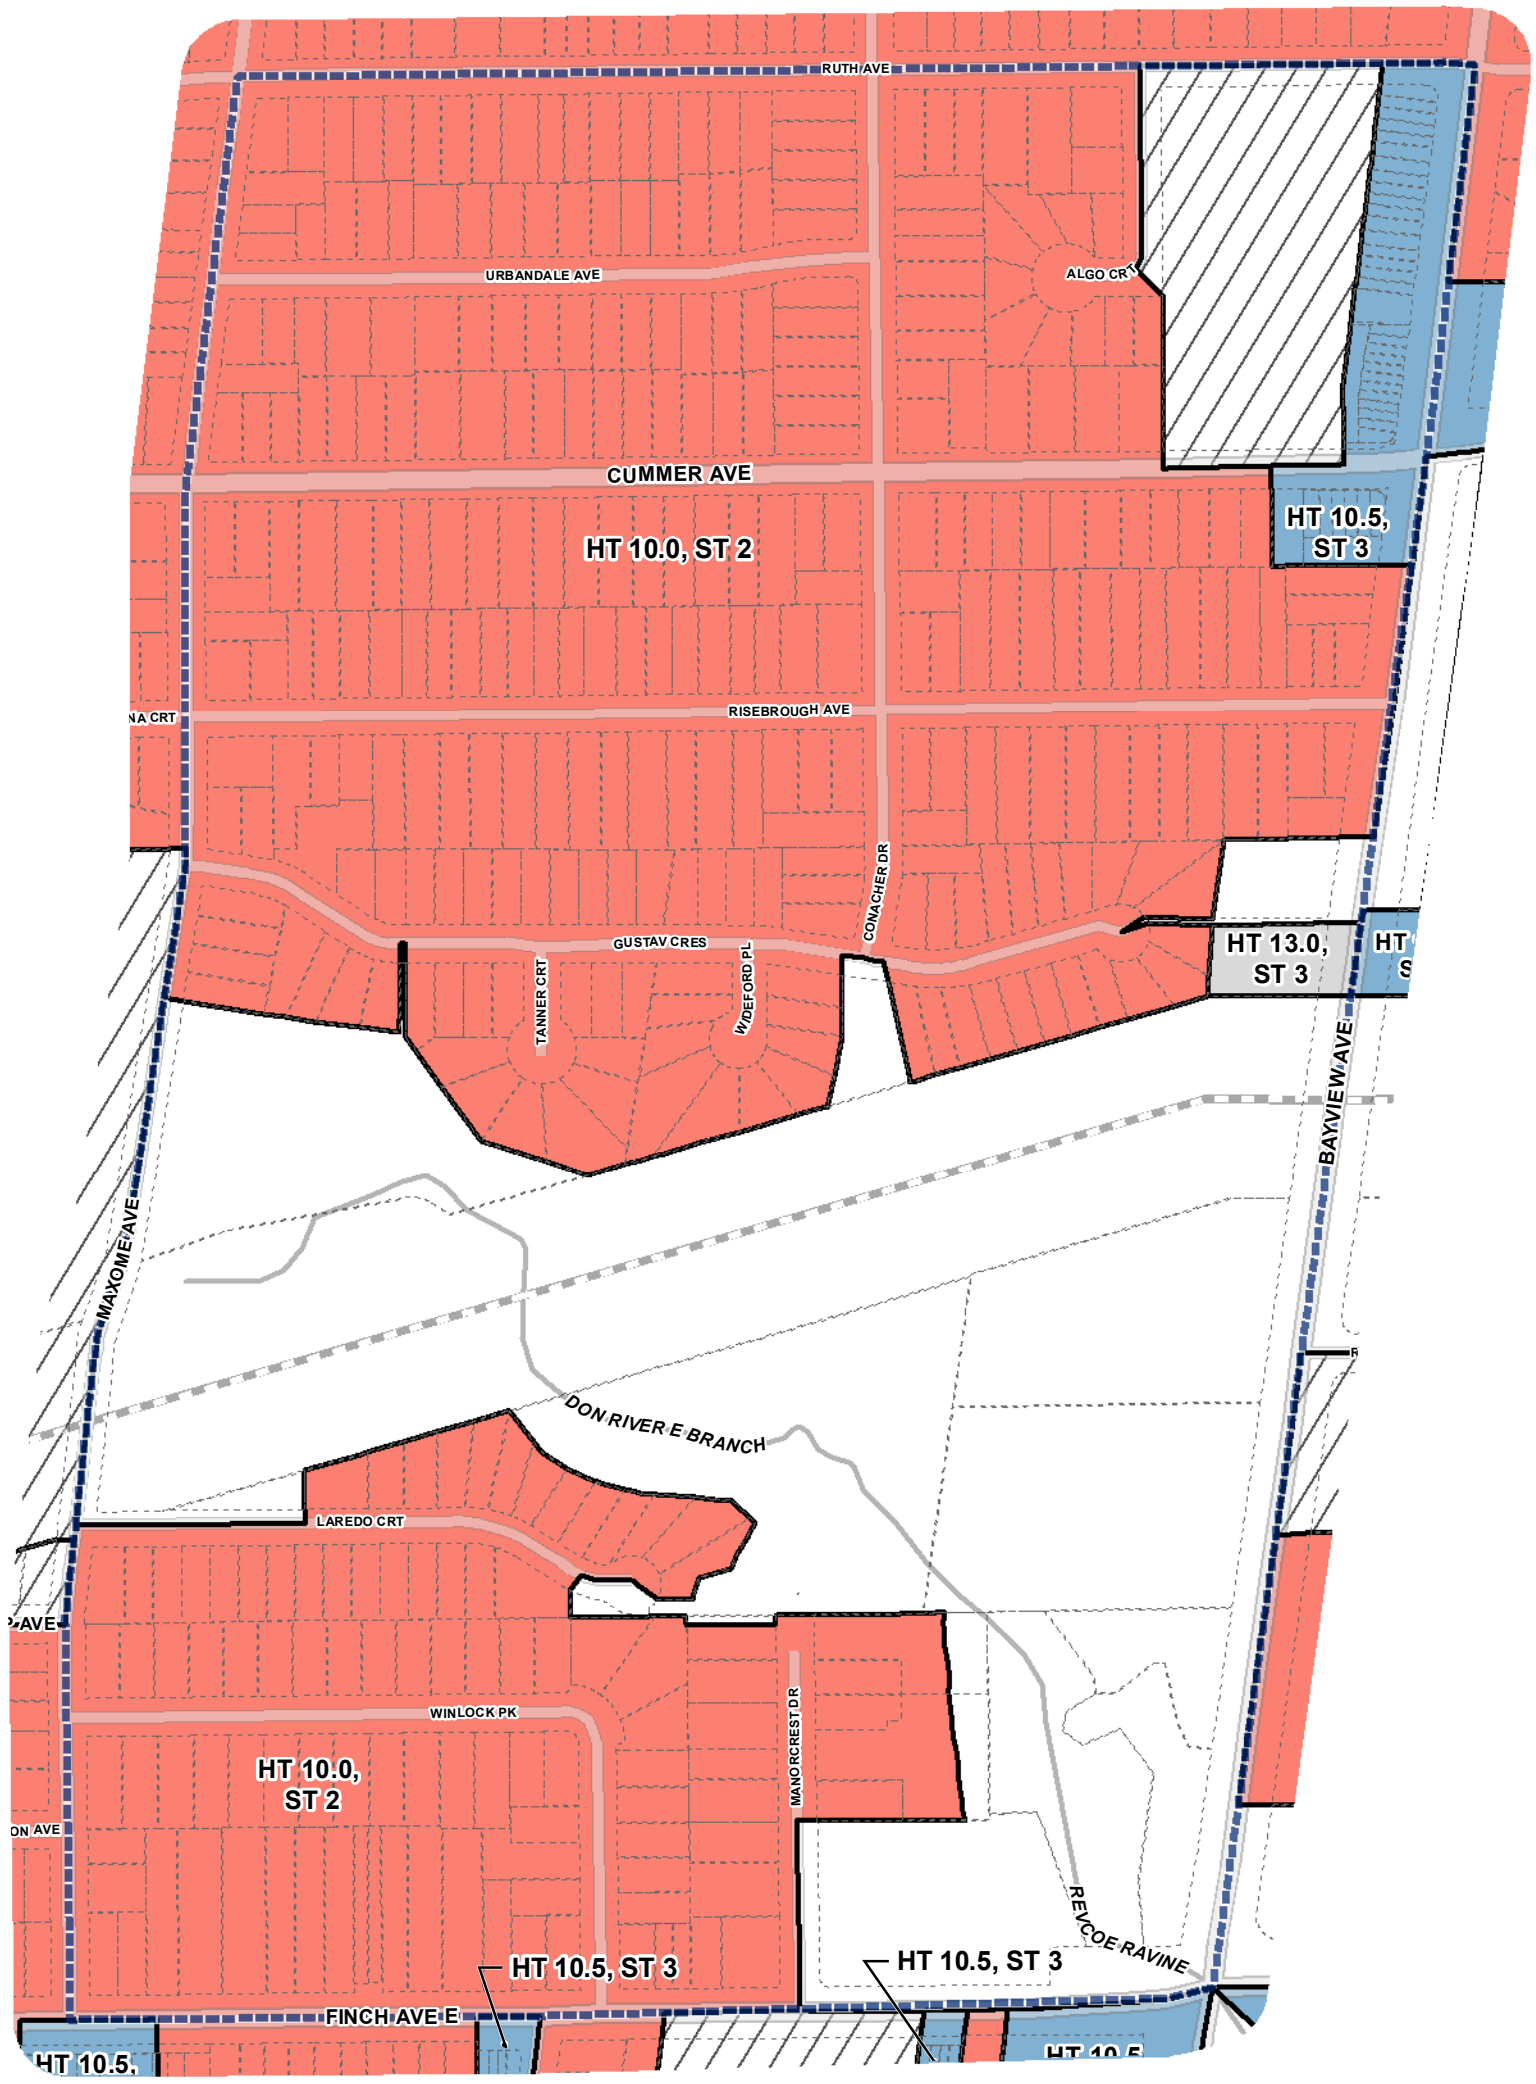 RUTH AVE
URBANDALE AVE
ALGO CRT
CUMMER AVE
HT 10.5,
ST 3
HT 10.0, ST 2
NA CRT
RISEBROUGH AVE
CONACHER DR
GUSTAV CRES
HT 13.0,
ST 3
HT
S
TANNER CRT
WIDEFORD PL
BAYVIEW AVE
MAXOME AVE
R
DON RIVER E BRANCH
LAREDO CRT
P AVE
WINLOCK PK
MANORCREST DR
HT 10.0,
ST 2
ON AVE
REVCOE RAVINE
HT 10.5, ST 3
HT 10.5, ST 3
FINCH AVE E
HT 10.5,
HT 10.5